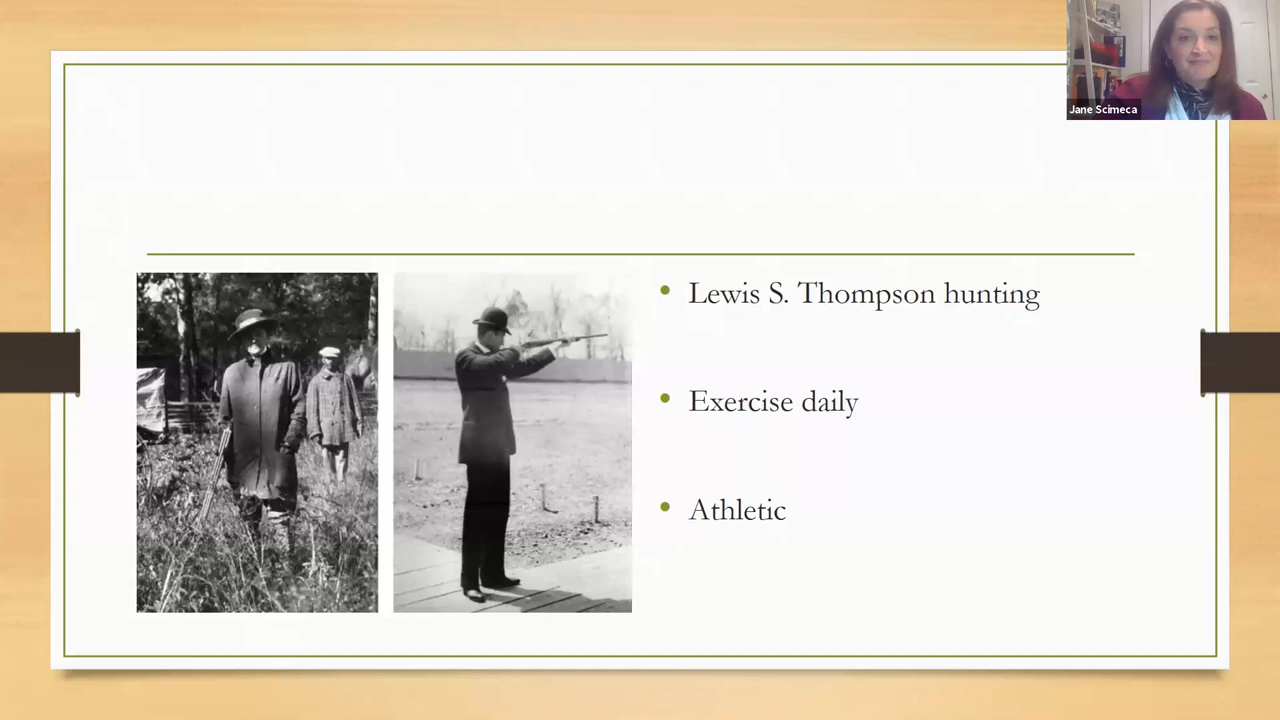 Jane Scimeca
Lewis S. Thompson hunting
Exercise daily
Athletic